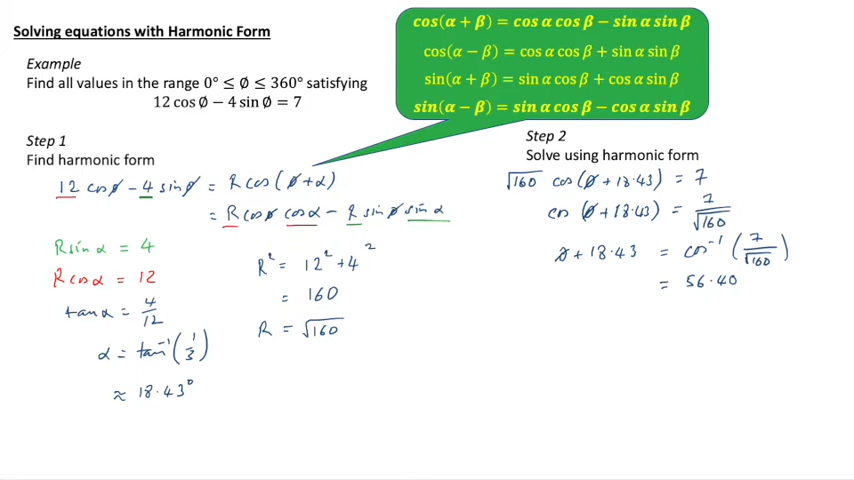 Solving equations with Harmonic Form
Example
Find all values in the range 0° ≤ ∅ ≤ 360° satisfying
12 cos ∅ − 4 sin ∅ = 7
cos(α + β) = cos α cos β − sin α sin β
cos(α − β) = cos α cos β + sin α sin β
sin(α + β) = sin α cos β + cos α sin β
sin(α − β) = sin α cos β − cos α sin β
Step 1
Find harmonic form
12 cos∅ − 4 sin∅ = R cos(∅+α)
= R cos∅ cosα − R sin∅ sinα
R sin α = 4
R cos α = 12
tan α = 4/12
α = tan⁻¹(1/3)
≈ 18.43°
R² = 12² + 4²
= 160
R = √160
Step 2
Solve using harmonic form
√160 cos(∅+18.43) = 7
cos(∅+18.43) = 7/√160
∅+18.43 = cos⁻¹(7/√160)
= 56.40